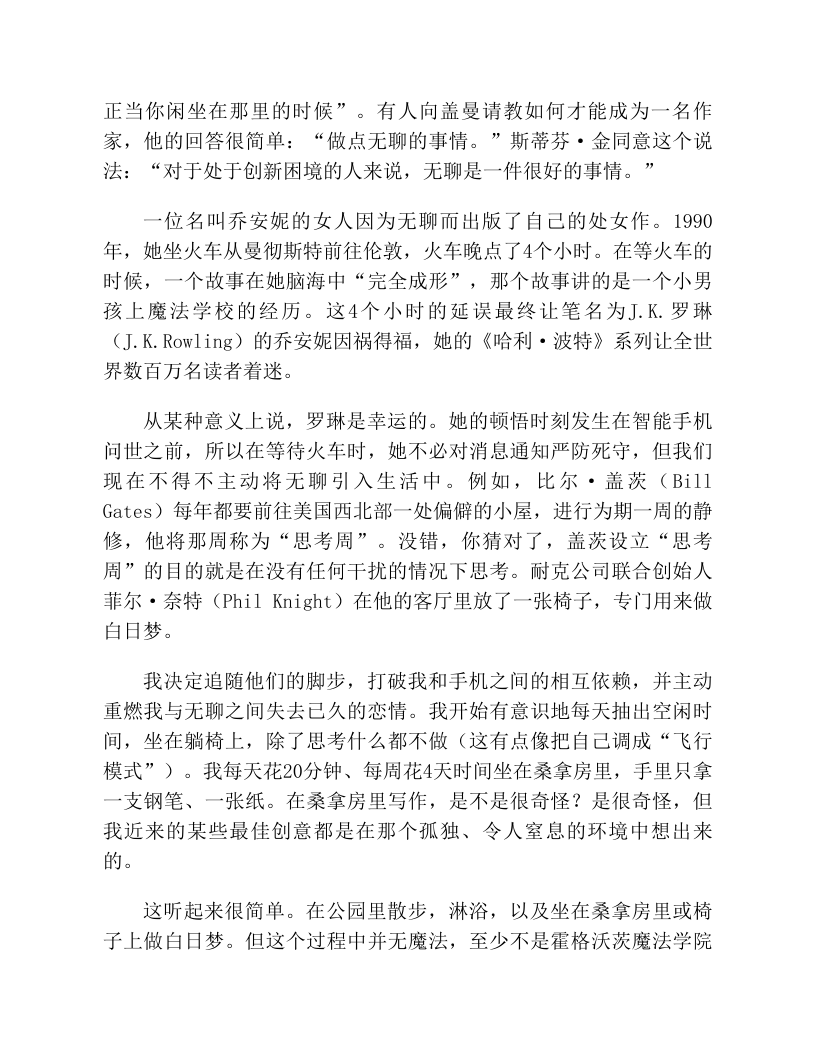 正当你闲坐在那里的时候”。有人向盖曼请教如何才能成为一名作
家，他的回答很简单：“做点无聊的事情。”斯蒂芬·金同意这个说
法：“对于处于创新困境的人来说，无聊是一件很好的事情。”
一位名叫乔安妮的女人因为无聊而出版了自己的处女作。1990
年，她坐火车从曼彻斯特前往伦敦，火车晚点了4个小时。在等火车的
时候，一个故事在她脑海中“完全成形”，那个故事讲的是一个小男
孩上魔法学校的经历。这4个小时的延误最终让笔名为J.K.罗琳
（J.K.Rowling）的乔安妮因祸得福，她的《哈利·波特》系列让全世
界数百万名读者着迷。
从某种意义上说，罗琳是幸运的。她的顿悟时刻发生在智能手机
问世之前，所以在等待火车时，她不必对消息通知严防死守，但我们
现在不得不主动将无聊引入生活中。例如，比尔·盖茨（Bill
Gates）每年都要前往美国西北部一处偏僻的小屋，进行为期一周的静
修，他将那周称为“思考周”。没错，你猜对了，盖茨设立“思考
周”的目的就是在没有任何干扰的情况下思考。耐克公司联合创始人
菲尔·奈特（Phil Knight）在他的客厅里放了一张椅子，专门用来做
白日梦。
我决定追随他们的脚步，打破我和手机之间的相互依赖，并主动
重燃我与无聊之间失去已久的恋情。我开始有意识地每天抽出空闲时
间，坐在躺椅上，除了思考什么都不做（这有点像把自己调成“飞行
模式”）。我每天花20分钟、每周花4天时间坐在桑拿房里，手里只拿
一支钢笔、一张纸。在桑拿房里写作，是不是很奇怪？是很奇怪，但
我近来的某些最佳创意都是在那个孤独、令人窒息的环境中想出来
的。
这听起来很简单。在公园里散步，淋浴，以及坐在桑拿房里或椅
子上做白日梦。但这个过程中并无魔法，至少不是霍格沃茨魔法学院